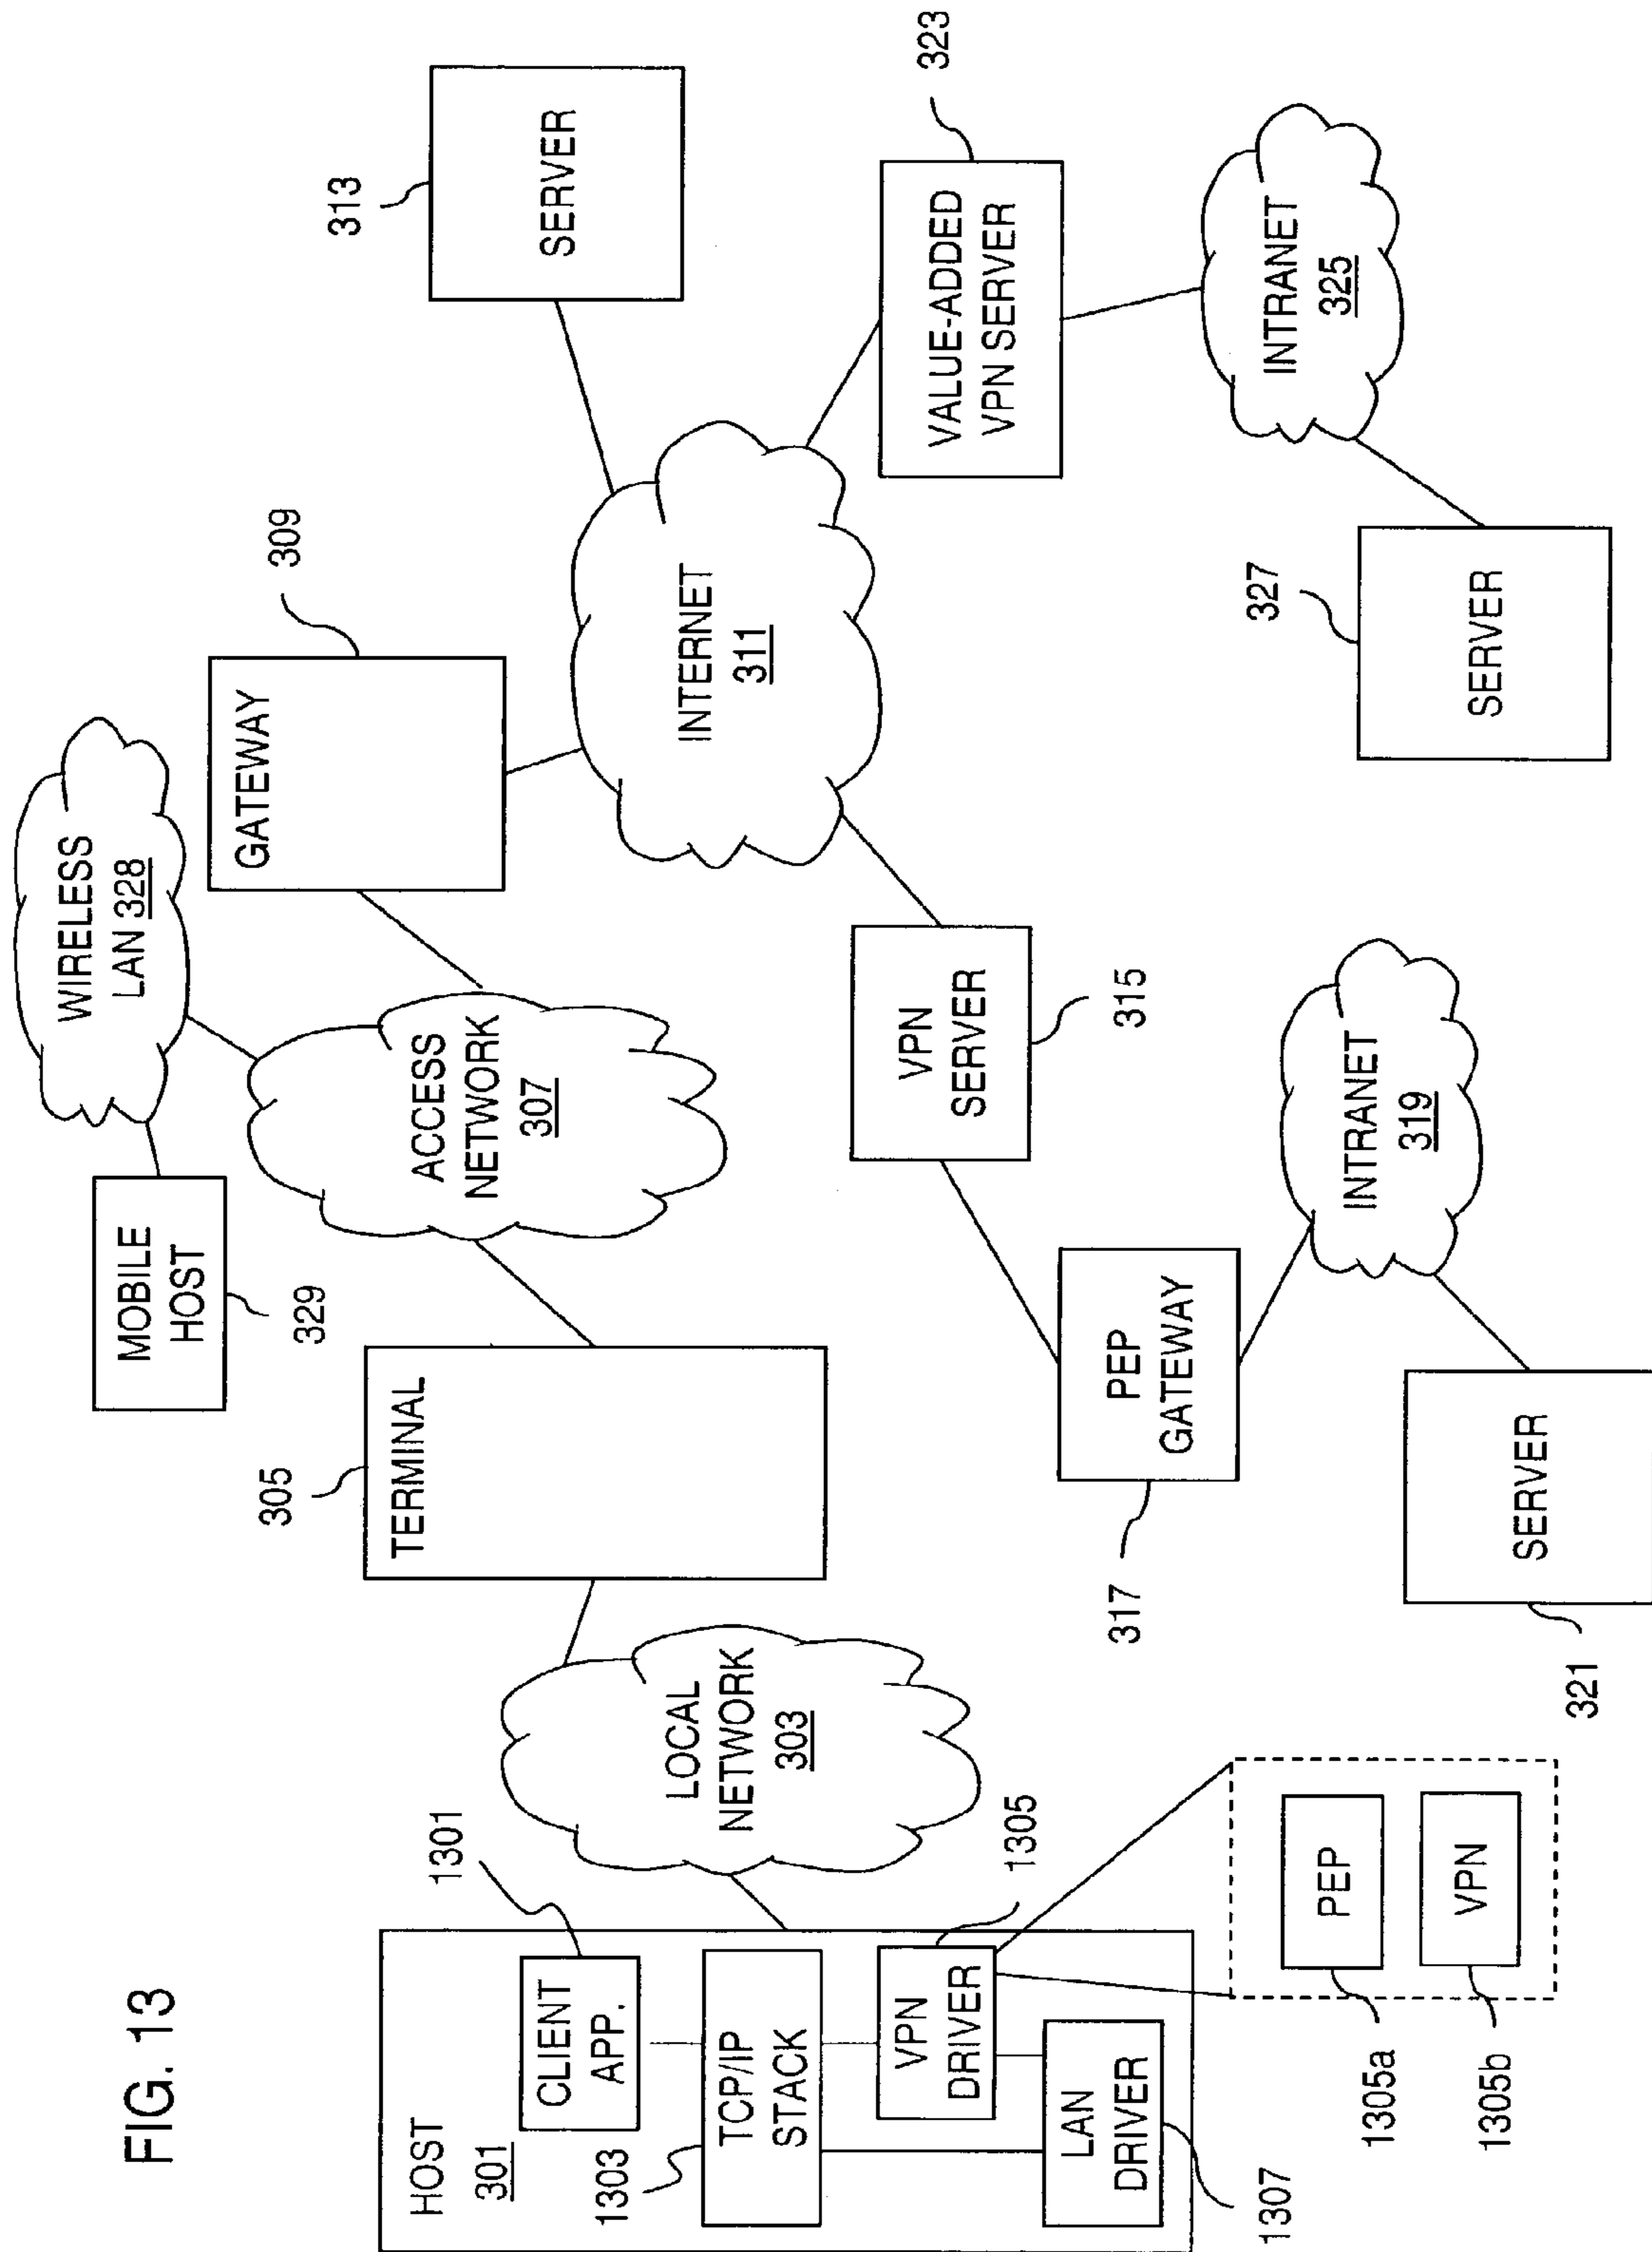 FIG. 13
HOST
301
CLIENT
APP.
1301
1303
TCP/IP
STACK
VPN
DRIVER
1305
LAN
DRIVER
1307
PEP
1305a
VPN
1305b
LOCAL
NETWORK
303
TERMINAL
305
MOBILE
HOST
329
WIRELESS
LAN 328
ACCESS
NETWORK
307
GATEWAY
309
INTERNET
311
SERVER
313
VPN
SERVER
315
PEP
GATEWAY
317
INTRANET
319
SERVER
321
VALUE-ADDED
VPN SERVER
323
INTRANET
325
SERVER
327